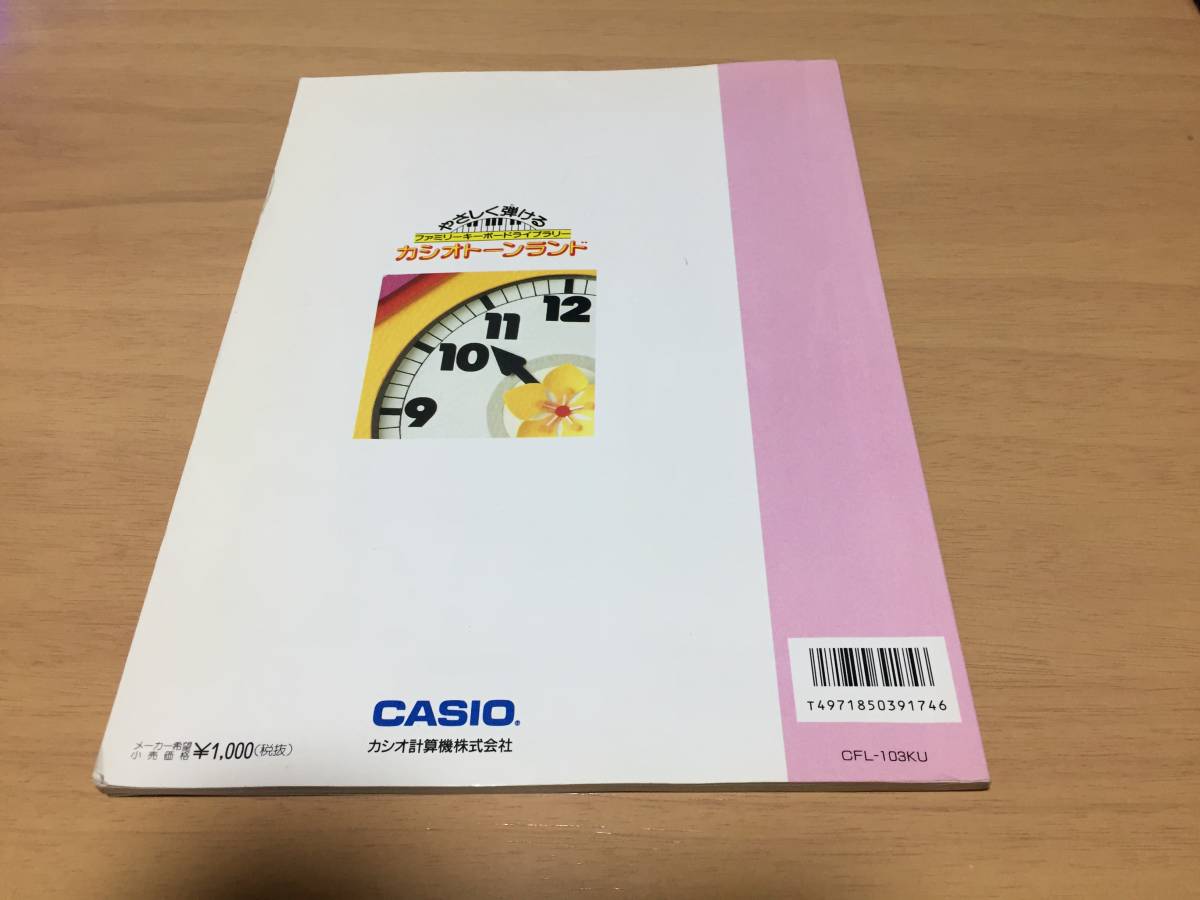 やさしく弾ける
ファミリーキーボードライブラリー
カシオトーンランド
12
11
10
9
CASIO®
カシオ計算機株式会社
メーカー希望
小売価格 ¥1,000(税抜)
T4971850391746
CFL-103KU